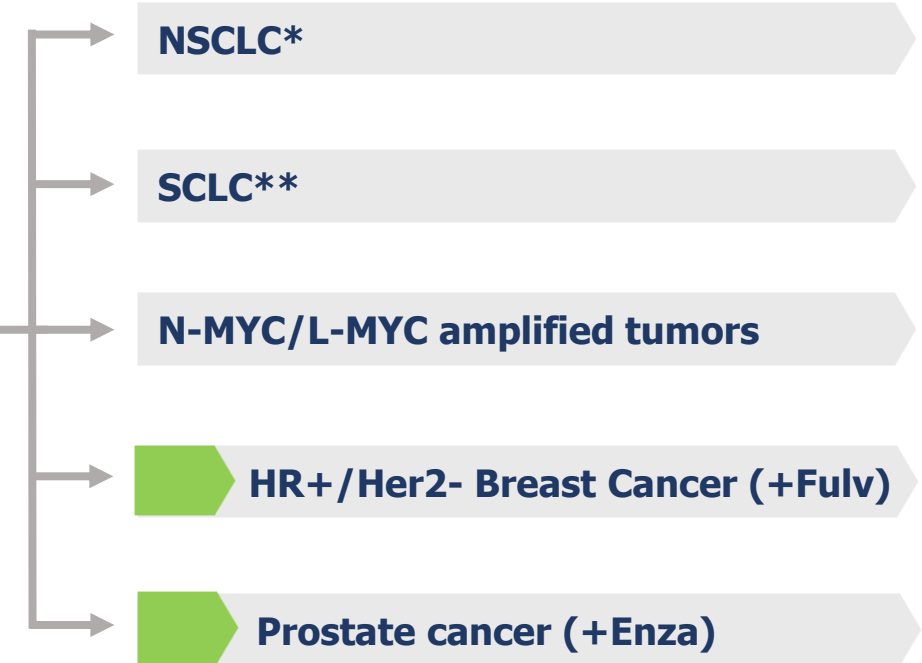 NSCLC*
SCLC**
N-MYC/L-MYC amplified tumors
HR+/Her2- Breast Cancer (+Fulv)
Prostate cancer (+Enza)